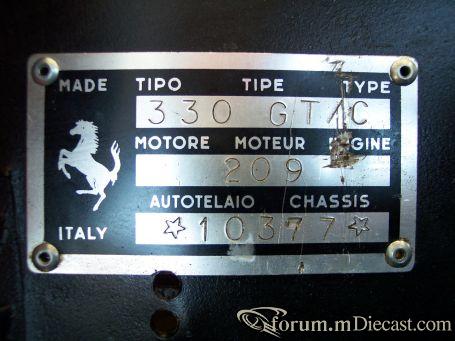 MADE TIPO TIPE TYPE
330 GT/C
MOTORE MOTEUR ENGINE
209
AUTOTELAIO CHASSIS
ITALY ☆10377☆
forum.mDiecast.com